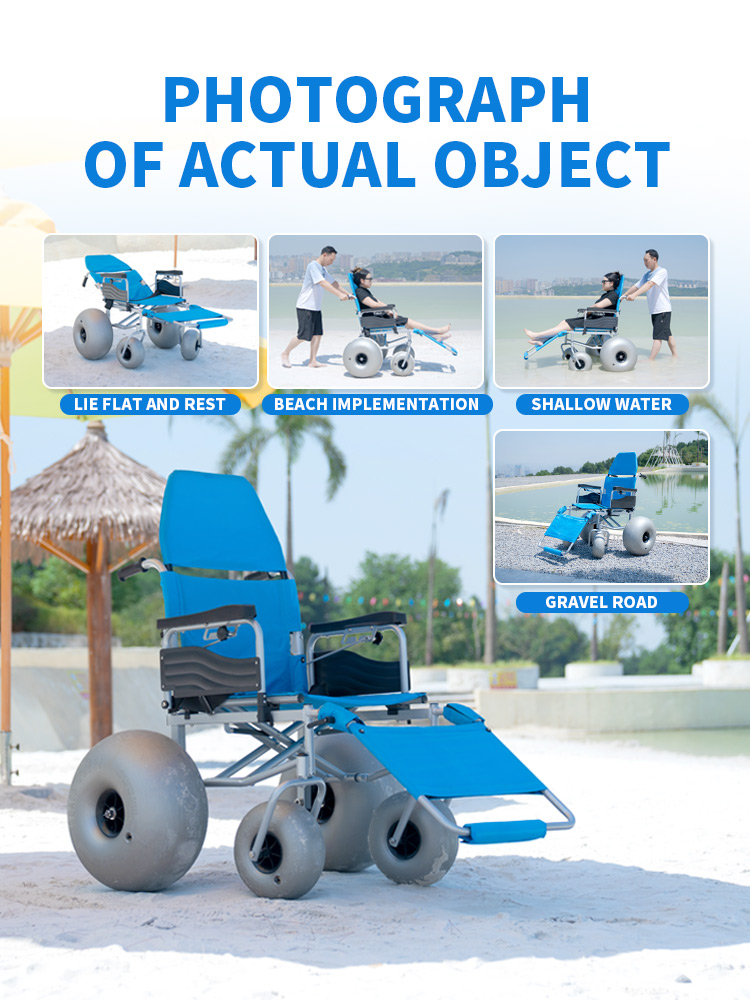 PHOTOGRAPH
OF ACTUAL OBJECT
LIE FLAT AND REST
BEACH IMPLEMENTATION
SHALLOW WATER
GRAVEL ROAD